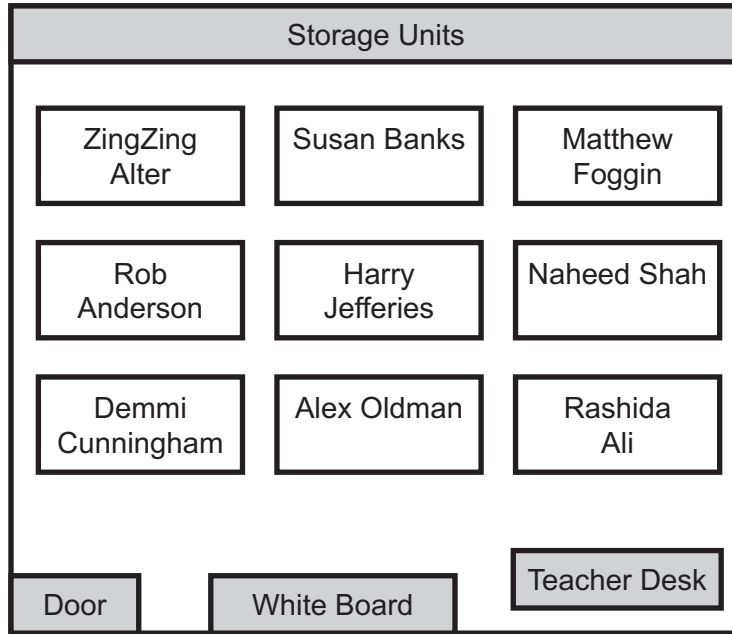 Storage Units
ZingZing
Alter
Susan Banks
Matthew
Foggin
Rob
Anderson
Harry
Jefferies
Naheed Shah
Demmi
Cunningham
Alex Oldman
Rashida
Ali
Door
White Board
Teacher Desk